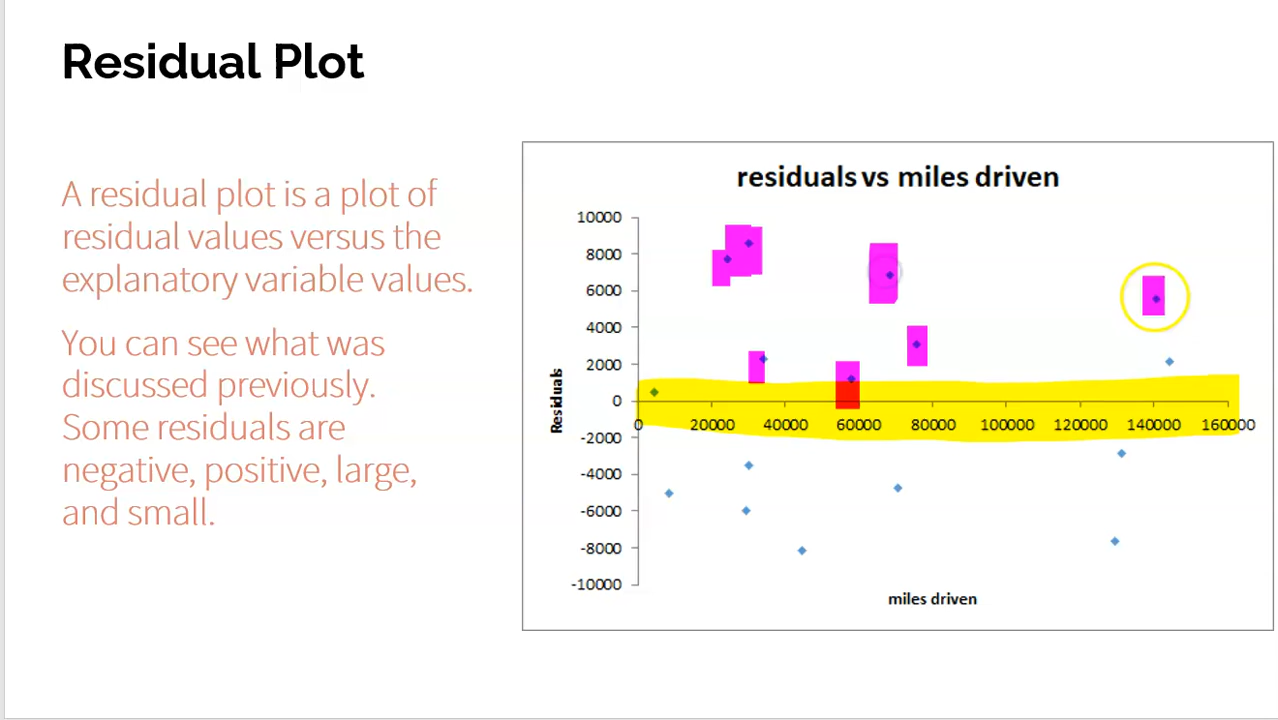 Residual Plot
A residual plot is a plot of
residual values versus the
explanatory variable values.
You can see what was
discussed previously.
Some residuals are
negative, positive, large,
and small.
residuals vs miles driven
10000
8000
6000
4000
2000
0
-2000
-4000
-6000
-8000
-10000
Residuals
0 20000 40000 60000 80000 100000 120000 140000 160000
miles driven